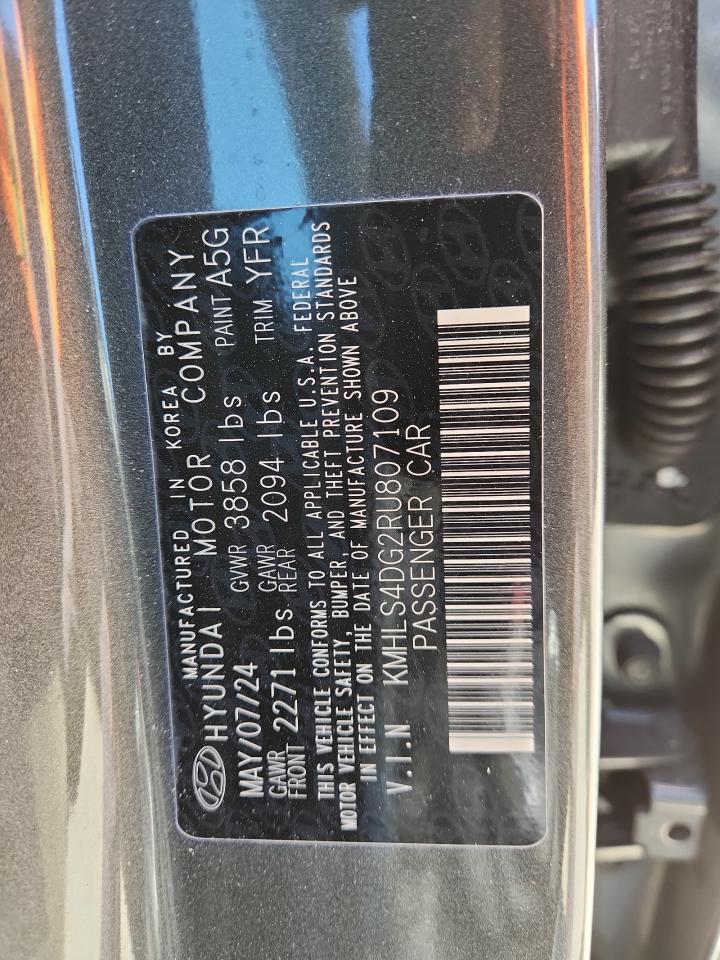 MANUFACTURED IN KOREA BY
HYUNDAI MOTOR COMPANY
MAY/07/24 GVWR 3858 lbs PAINT A5G
GAWR FRONT 2271 lbs GAWR REAR 2094 lbs TRIM YFR
THIS VEHICLE CONFORMS TO ALL APPLICABLE U.S.A. FEDERAL
MOTOR VEHICLE SAFETY, BUMPER, AND THEFT PREVENTION STANDARDS
IN EFFECT ON THE DATE OF MANUFACTURE SHOWN ABOVE
V.I.N KMHLS4DG2RU807109
PASSENGER CAR